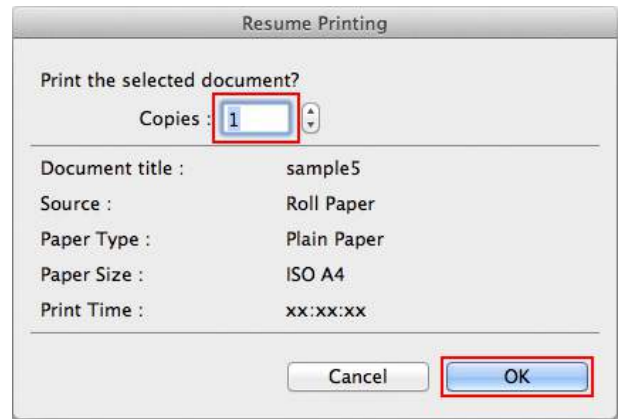 Resume Printing
Print the selected document?
Copies : 1
Document title : sample5
Source : Roll Paper
Paper Type : Plain Paper
Paper Size : ISO A4
Print Time : xx:xx:xx
Cancel OK